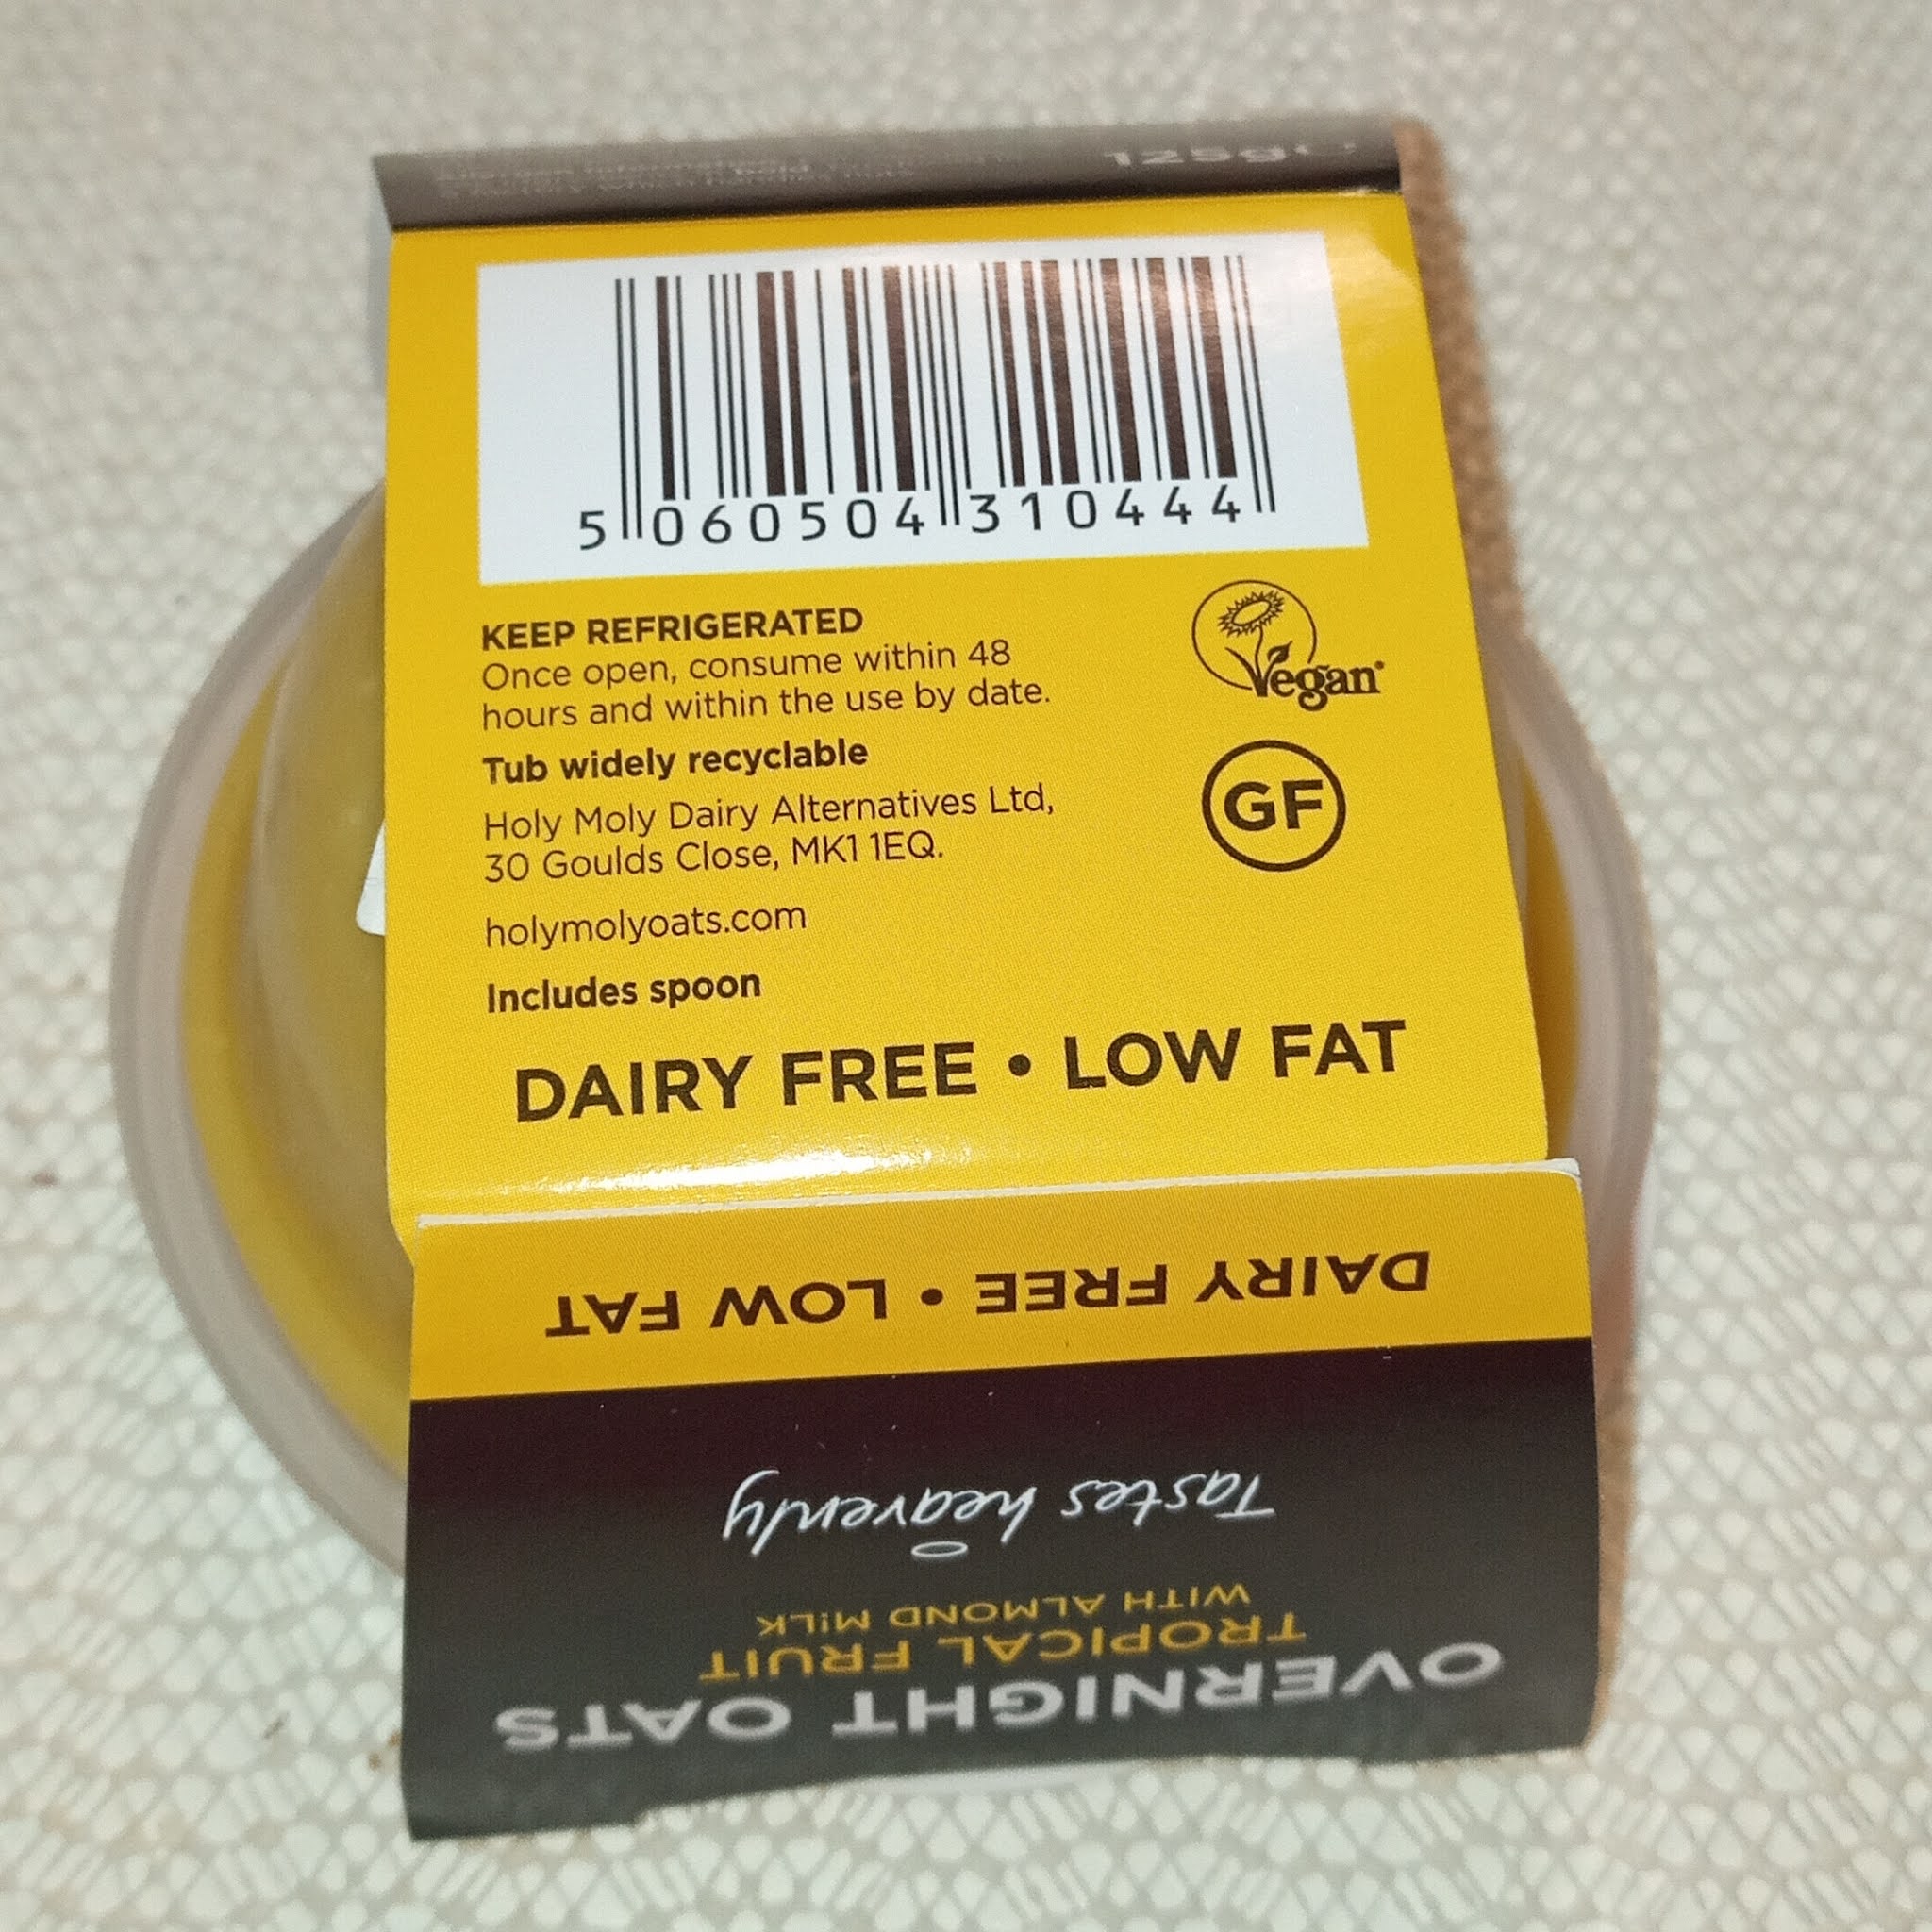 125g e
5 060504 310444
KEEP REFRIGERATED
Once open, consume within 48
hours and within the use by date.
Tub widely recyclable
Holy Moly Dairy Alternatives Ltd,
30 Goulds Close, MK1 1EQ.
holymolyoats.com
Includes spoon
Vegan
GF
DAIRY FREE • LOW FAT
DAIRY FREE • LOW FAT
Tastes heavenly
OVERNIGHT OATS
TROPICAL FRUIT
WITH ALMOND M!LK